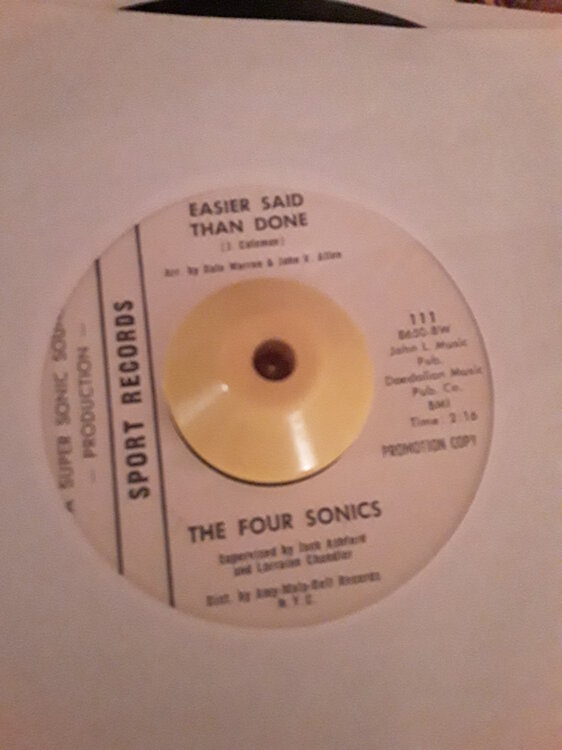 EASIER SAID
THAN DONE
(J. Coleman)
Arr. by Dale Warren & John E. Allen
A SUPER SONIC SOUND
— PRODUCTION —
SPORT RECORDS
111
8650-BW
John L Music
Pub.
Daedalian Music
Pub. Co.
BMI
Time: 2:16
PROMOTION COPY
THE FOUR SONICS
Supervised by Jack Ashford
and Lorraine Chandler
Dist. by Amy-Mala-Bell Records
N.Y.C.